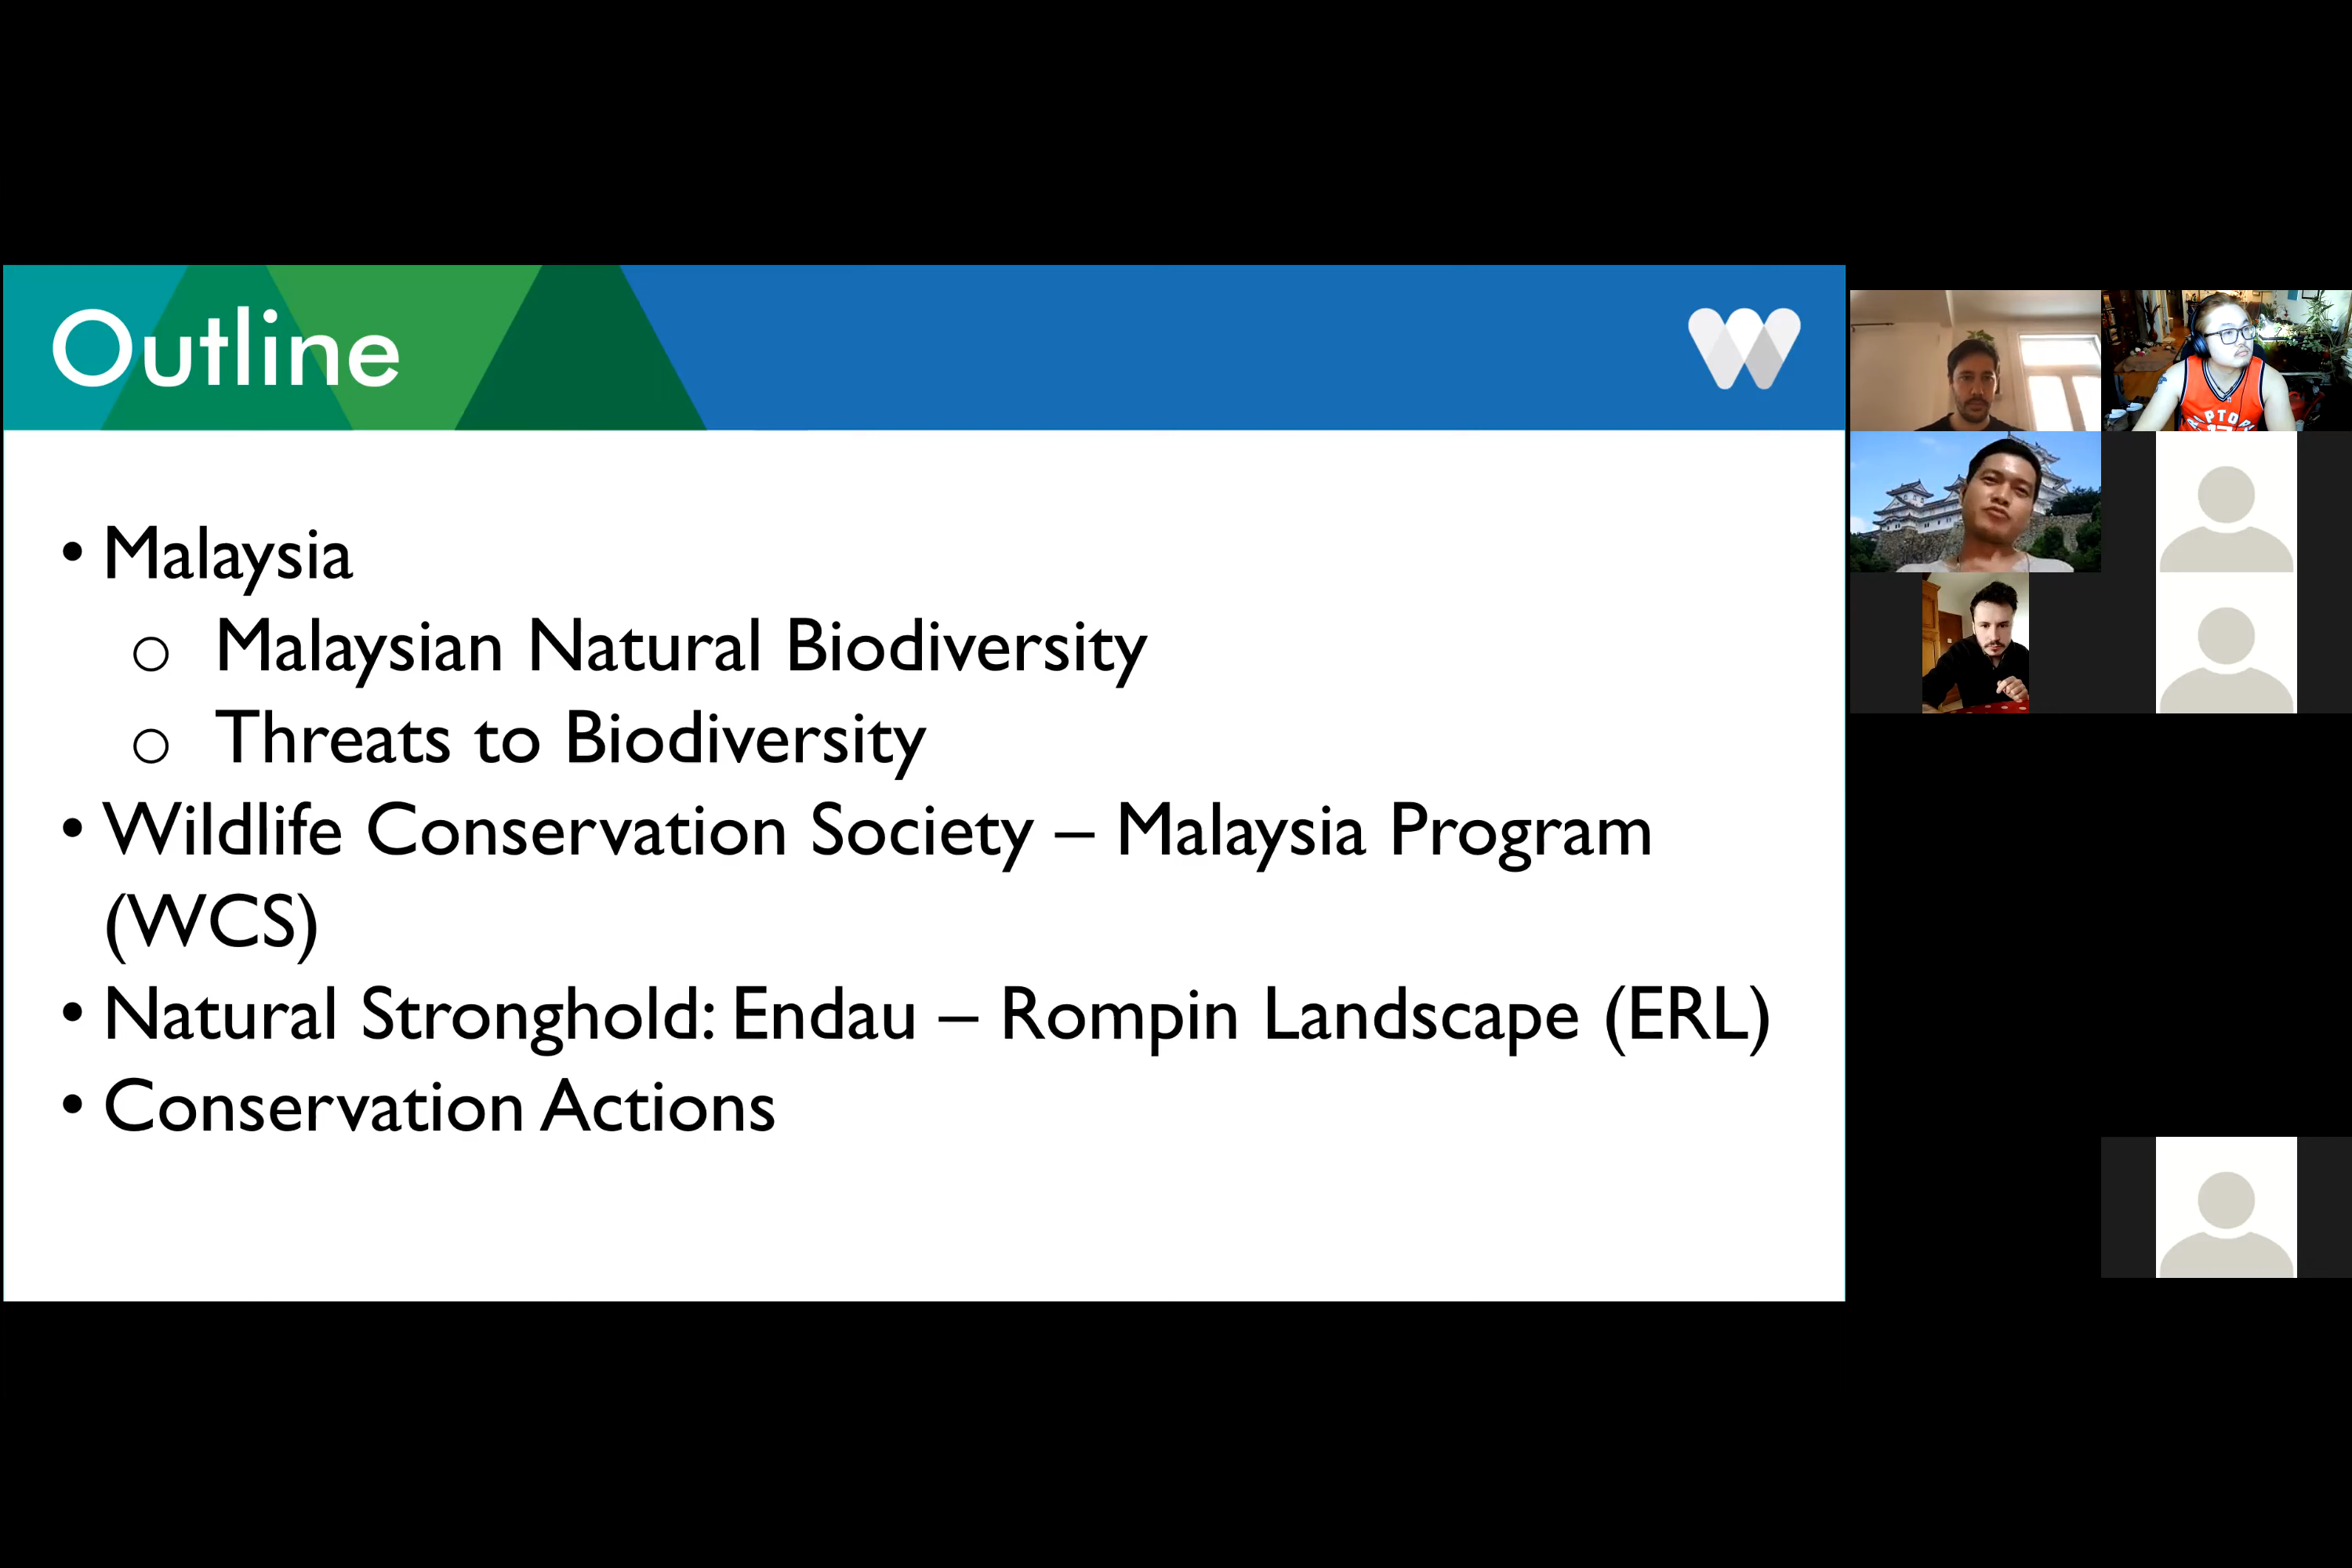 Outline
• Malaysia
o Malaysian Natural Biodiversity
o Threats to Biodiversity
• Wildlife Conservation Society – Malaysia Program
(WCS)
• Natural Stronghold: Endau – Rompin Landscape (ERL)
• Conservation Actions